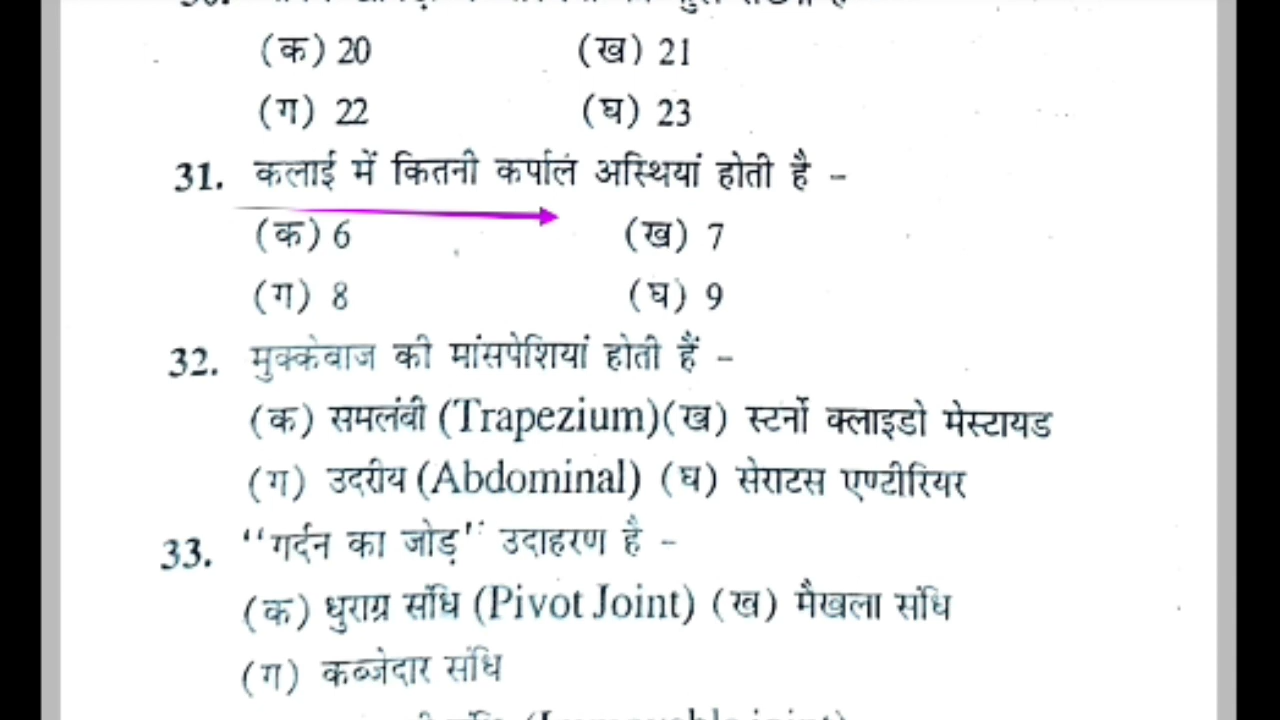 (क) 20 (ख) 21
(ग) 22 (घ) 23
31. कलाई में कितनी कर्पाल अस्थियां होती है -
(क) 6 (ख) 7
(ग) 8 (घ) 9
32. मुक्केबाज की मांसपेशियां होती हैं -
(क) समलंबी (Trapezium)(ख) स्टर्नो क्लाइडो मेस्टायड
(ग) उदरीय (Abdominal) (घ) सेराटस एण्टीरियर
33. "गर्दन का जोड़" उदाहरण है -
(क) धुराग्र संधि (Pivot Joint) (ख) मैखला संधि
(ग) कब्जेदार संधि